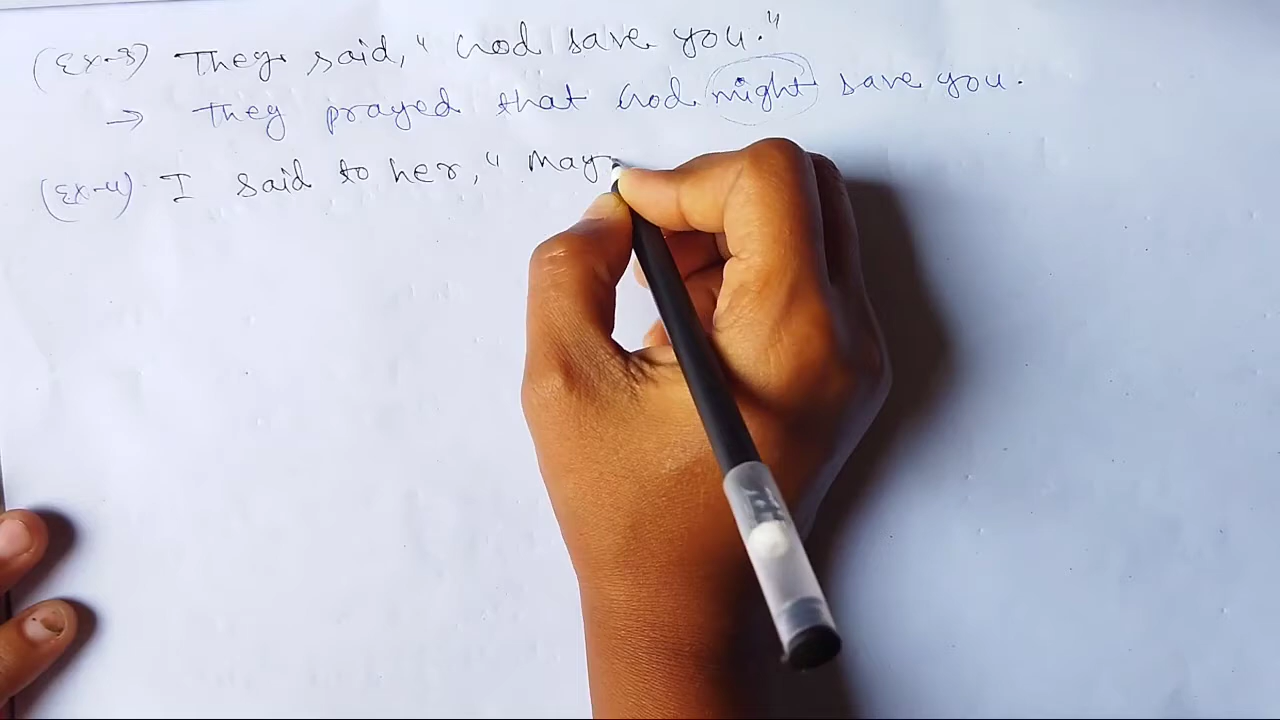 (Ex-3) They said, "God save you."
→ They prayed that God might save you.
(Ex-4). I said to her, "May